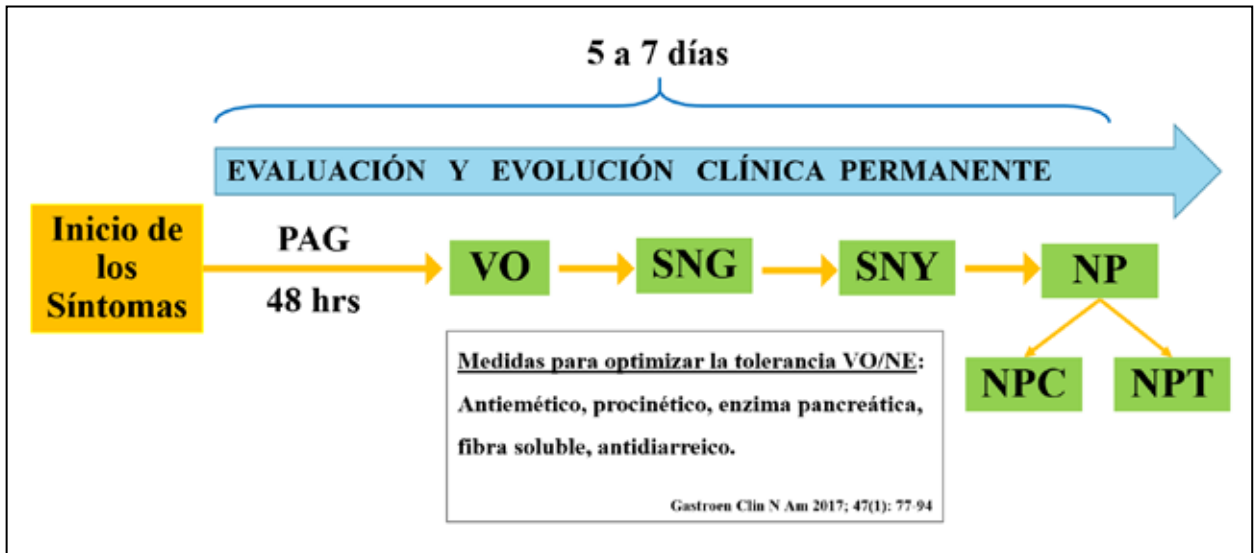 5 a 7 días
EVALUACIÓN Y EVOLUCIÓN CLÍNICA PERMANENTE
Inicio de
los
Síntomas
PAG
48 hrs
VO
SNG
SNY
NP
NPC
NPT
Medidas para optimizar la tolerancia VO/NE:
Antiemético, procinético, enzima pancreática,
fibra soluble, antidiarreico.
Gastroen Clin N Am 2017; 47(1): 77-94